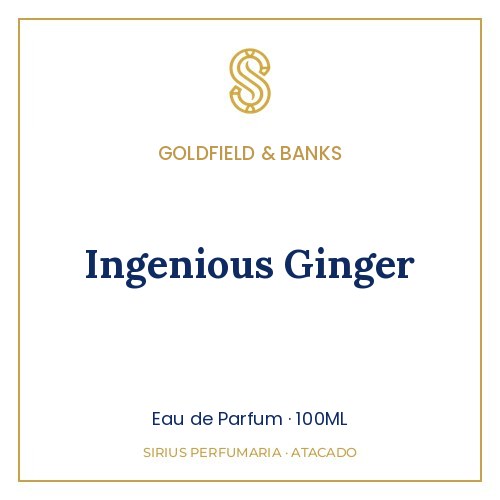 GOLDFIELD & BANKS
Ingenious Ginger
Eau de Parfum · 100ML
SIRIUS PERFUMARIA · ATACADO